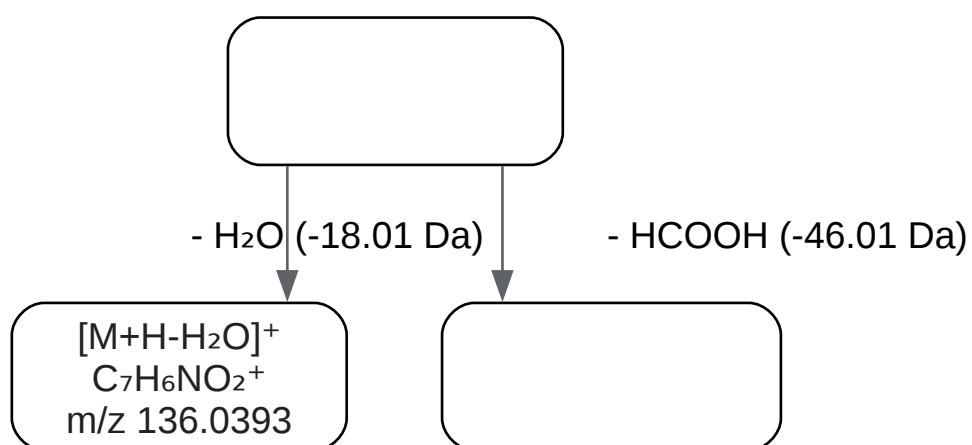 - H₂O (-18.01 Da)
- HCOOH (-46.01 Da)
[M+H-H₂O]⁺
C₇H₆NO₂⁺
m/z 136.0393